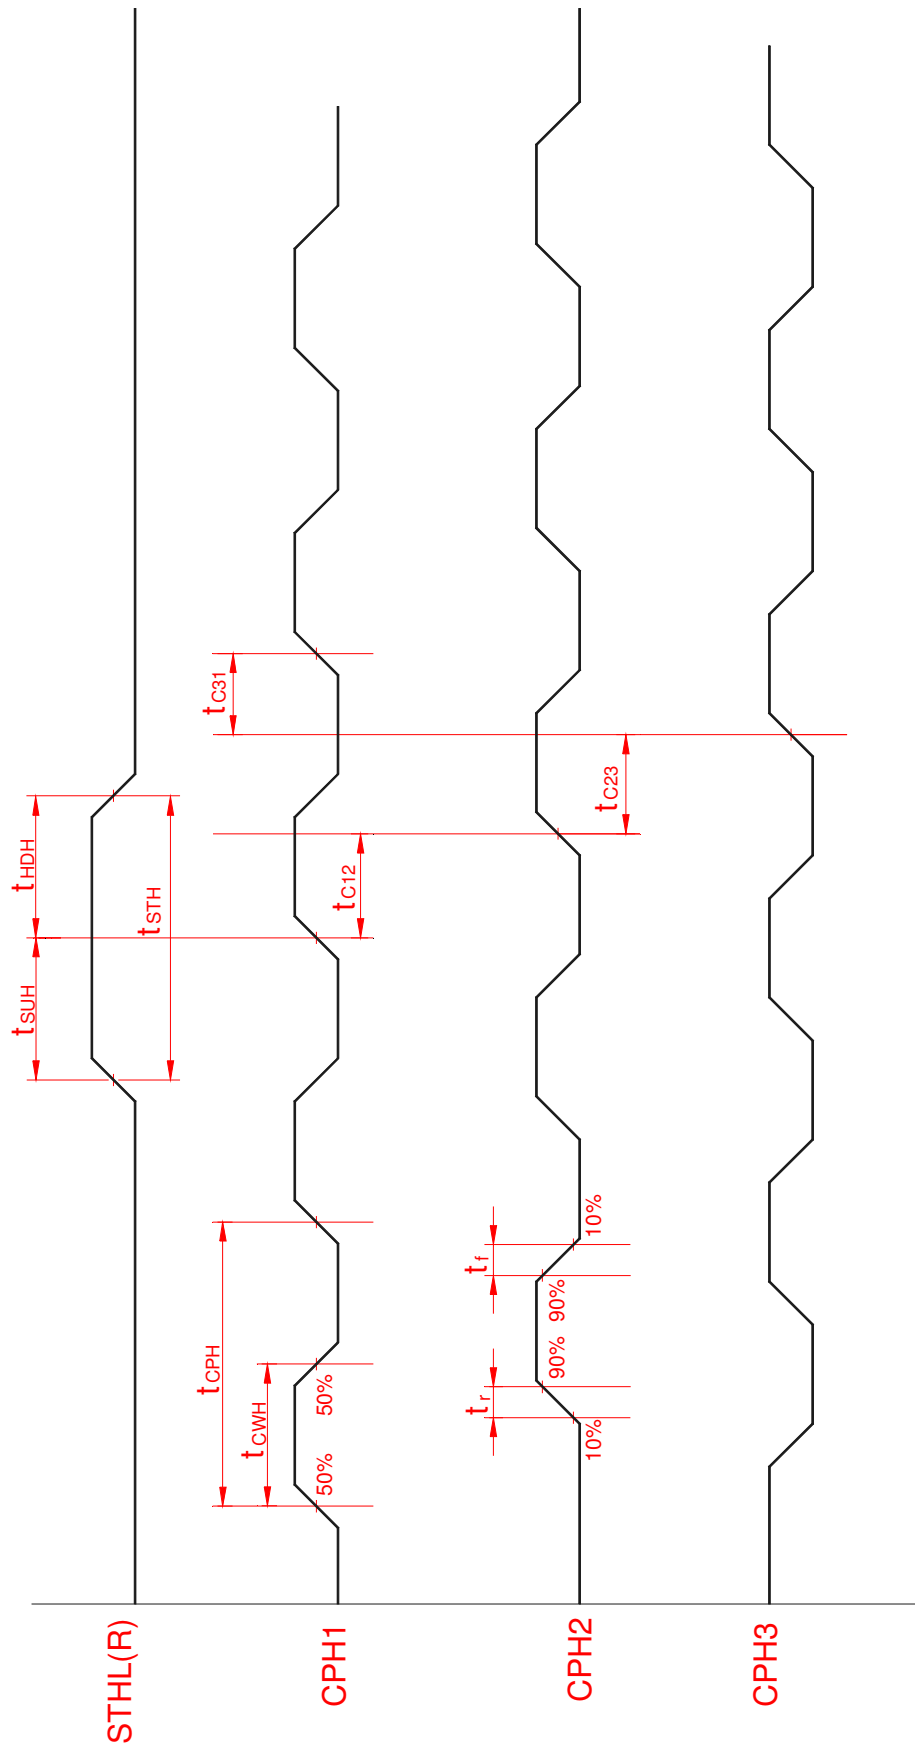 STHL(R)
tSUH
tHDH
tSTH
CPH1
tCPH
tCWH
50%
50%
tC12
tC31
CPH2
tr
tf
10%
90%
90%
10%
tC23
CPH3